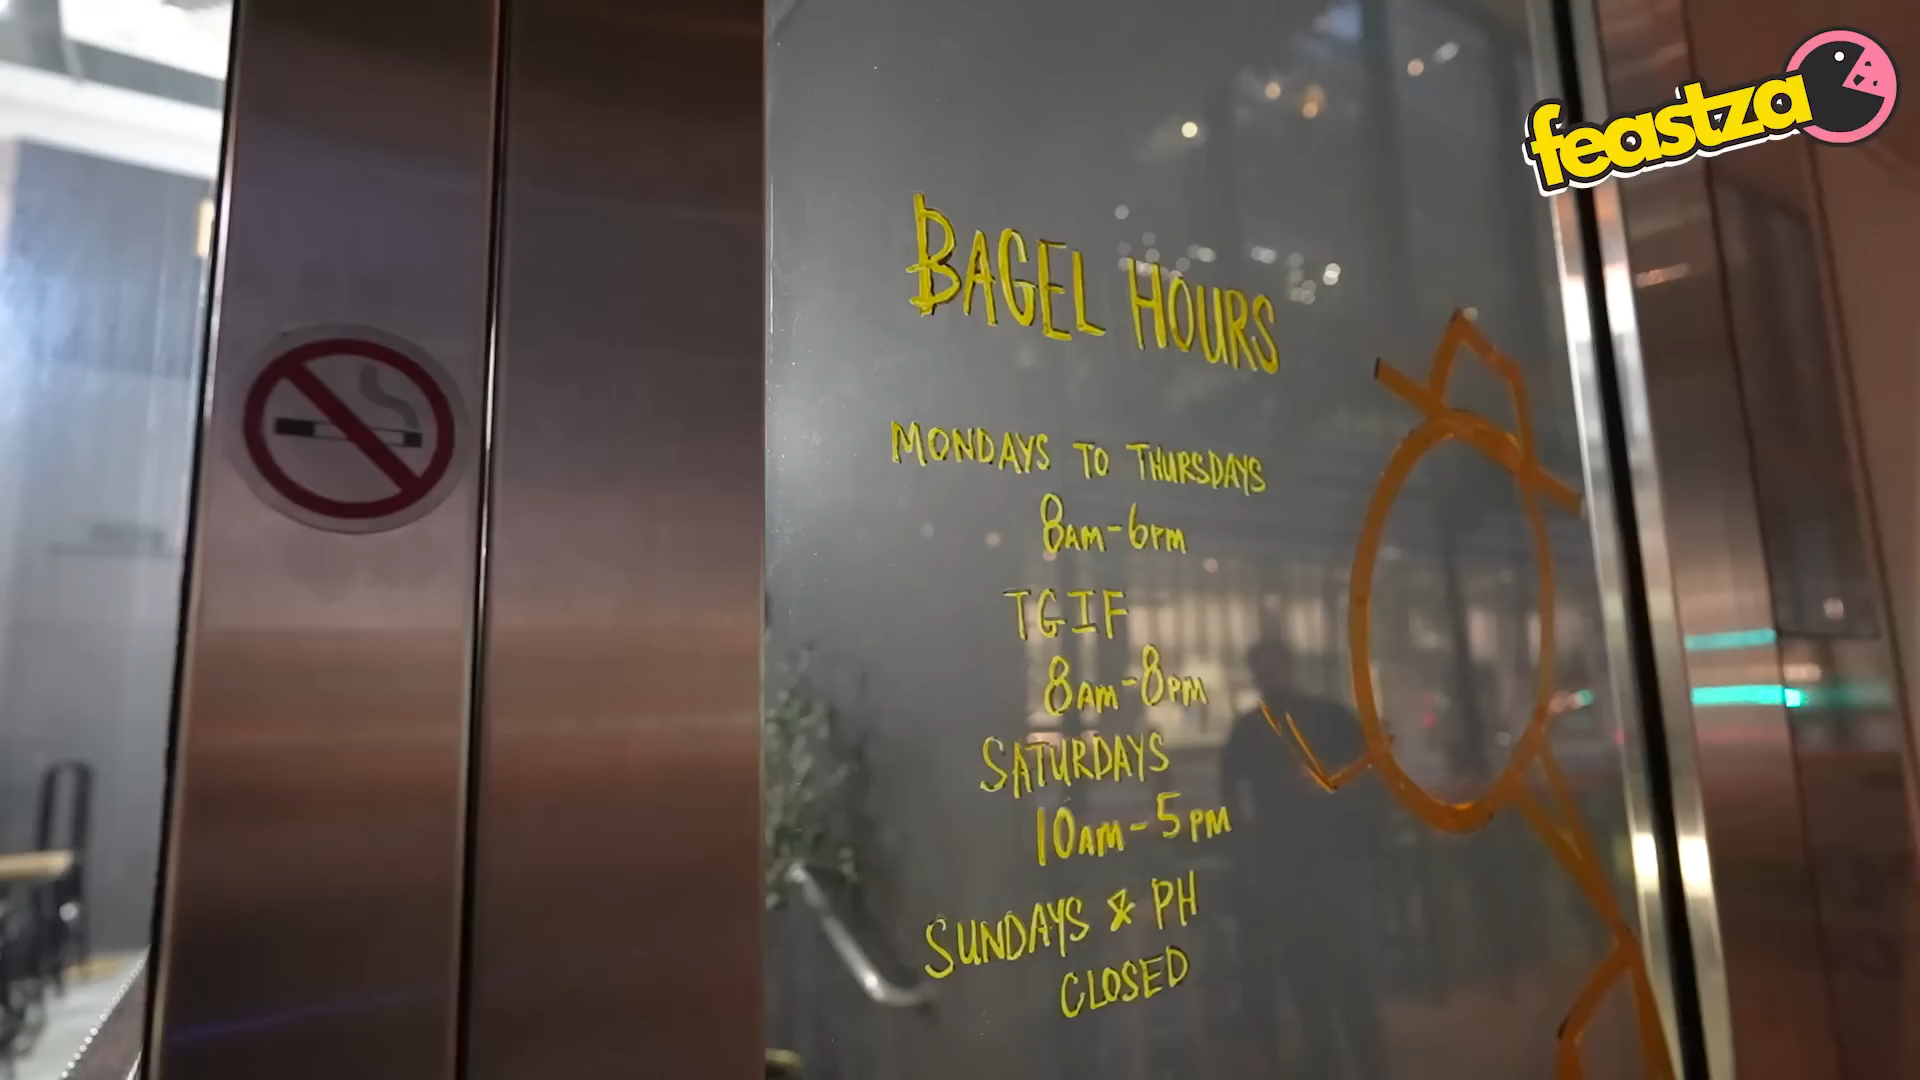 feastza
BAGEL HOURS
MONDAYS TO THURSDAYS
8AM-6PM
TGIF
8AM-8PM
SATURDAYS
10AM-5PM
SUNDAYS & PH
CLOSED